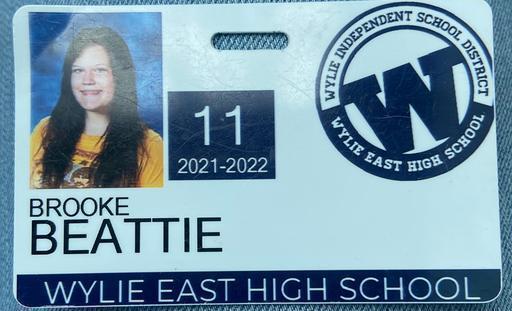 WYLIE INDEPENDENT SCHOOL DISTRICT
W
WYLIE EAST HIGH SCHOOL
11
2021-2022
BROOKE
BEATTIE
WYLIE EAST HIGH SCHOOL